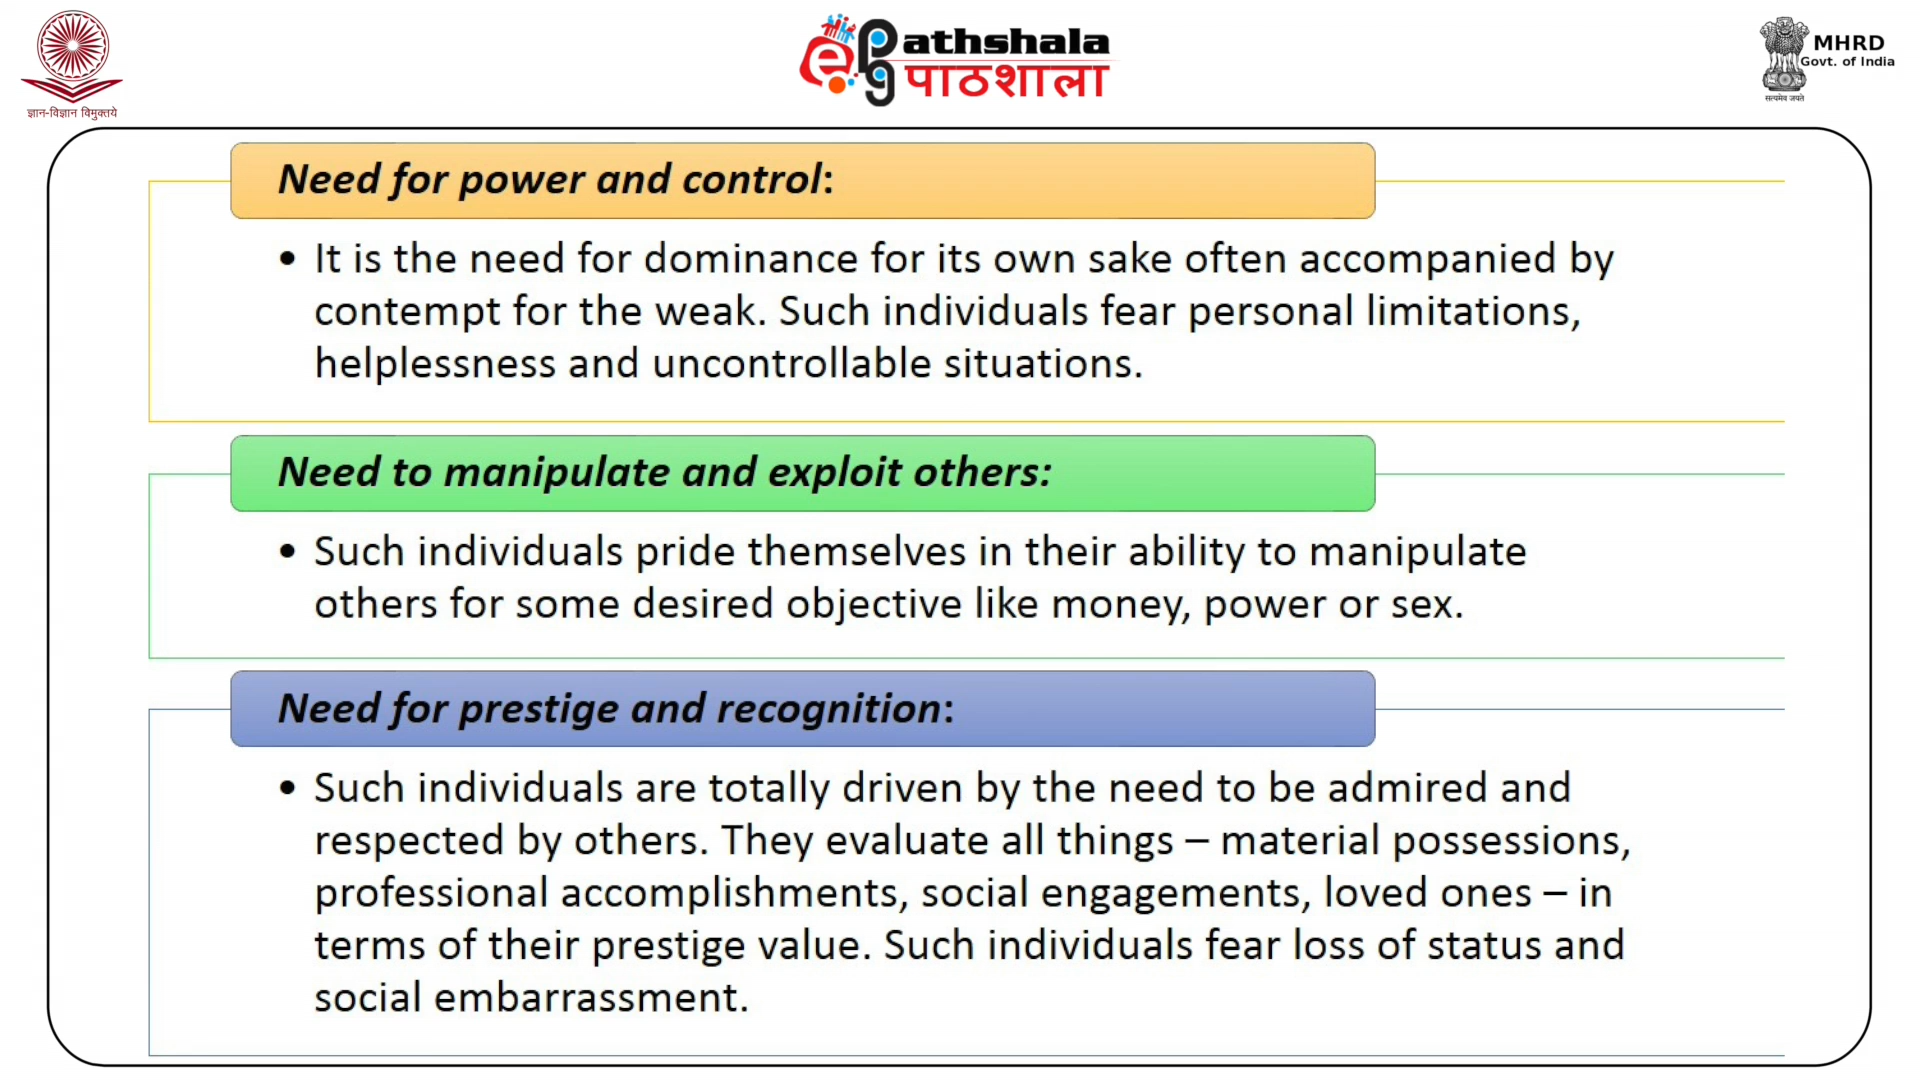 ज्ञान-विज्ञान विमुक्तये
epg
athshala
पाठशाला
MHRD
Govt. of India
सत्यमेव जयते
Need for power and control:
• It is the need for dominance for its own sake often accompanied by
contempt for the weak. Such individuals fear personal limitations,
helplessness and uncontrollable situations.
Need to manipulate and exploit others:
• Such individuals pride themselves in their ability to manipulate
others for some desired objective like money, power or sex.
Need for prestige and recognition:
• Such individuals are totally driven by the need to be admired and
respected by others. They evaluate all things – material possessions,
professional accomplishments, social engagements, loved ones – in
terms of their prestige value. Such individuals fear loss of status and
social embarrassment.